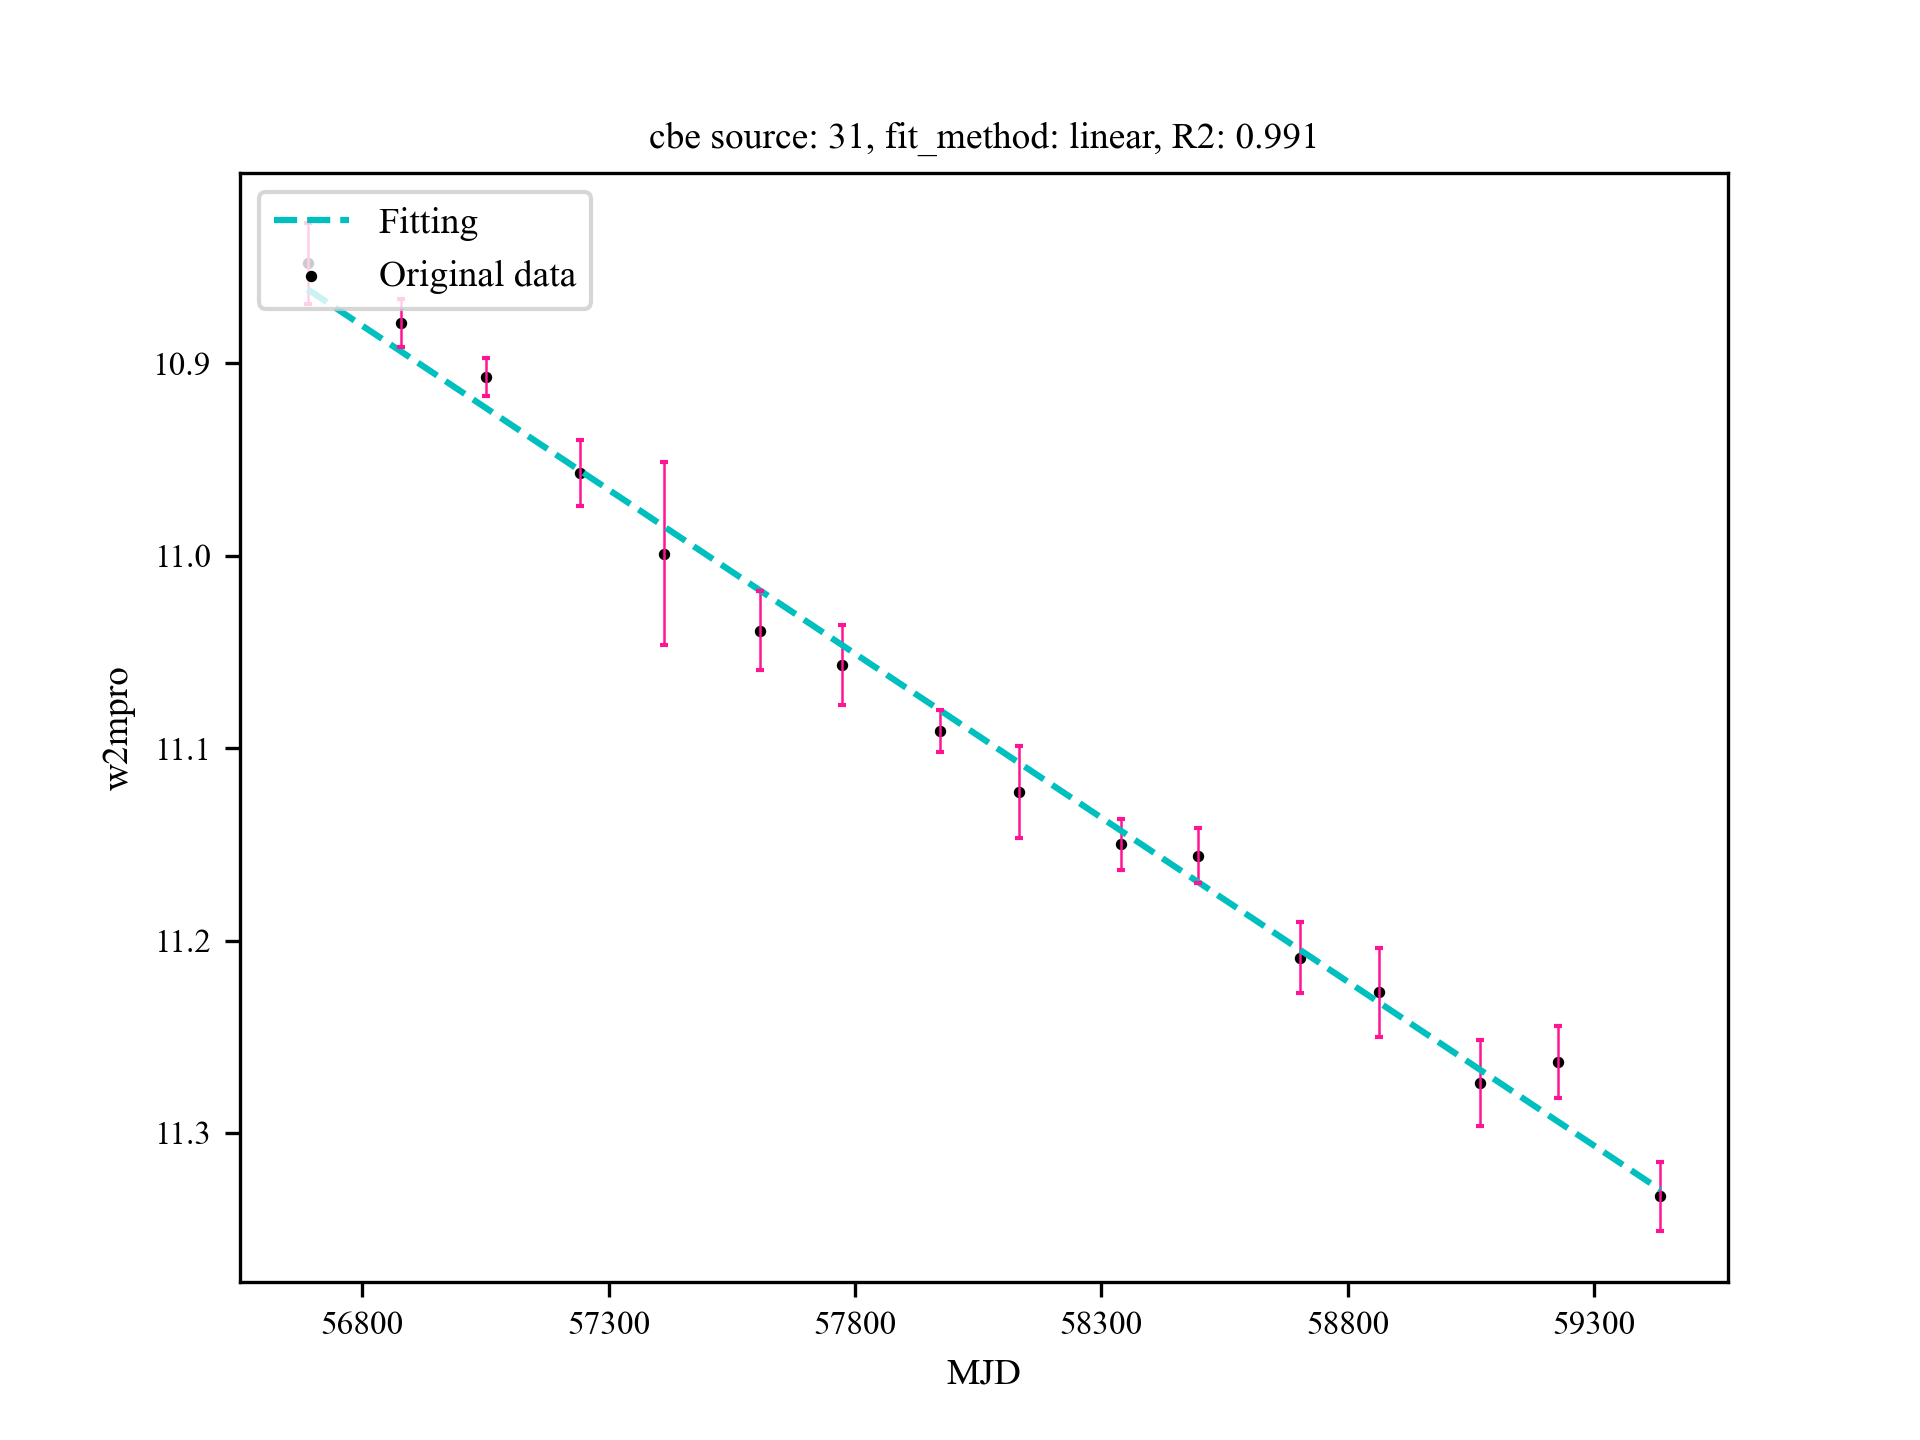 cbe source: 31, fit_method: linear, R2: 0.991
Fitting
Original data
10.9
11.0
11.1
11.2
11.3
w2mpro
56800 57300 57800 58300 58800 59300
MJD